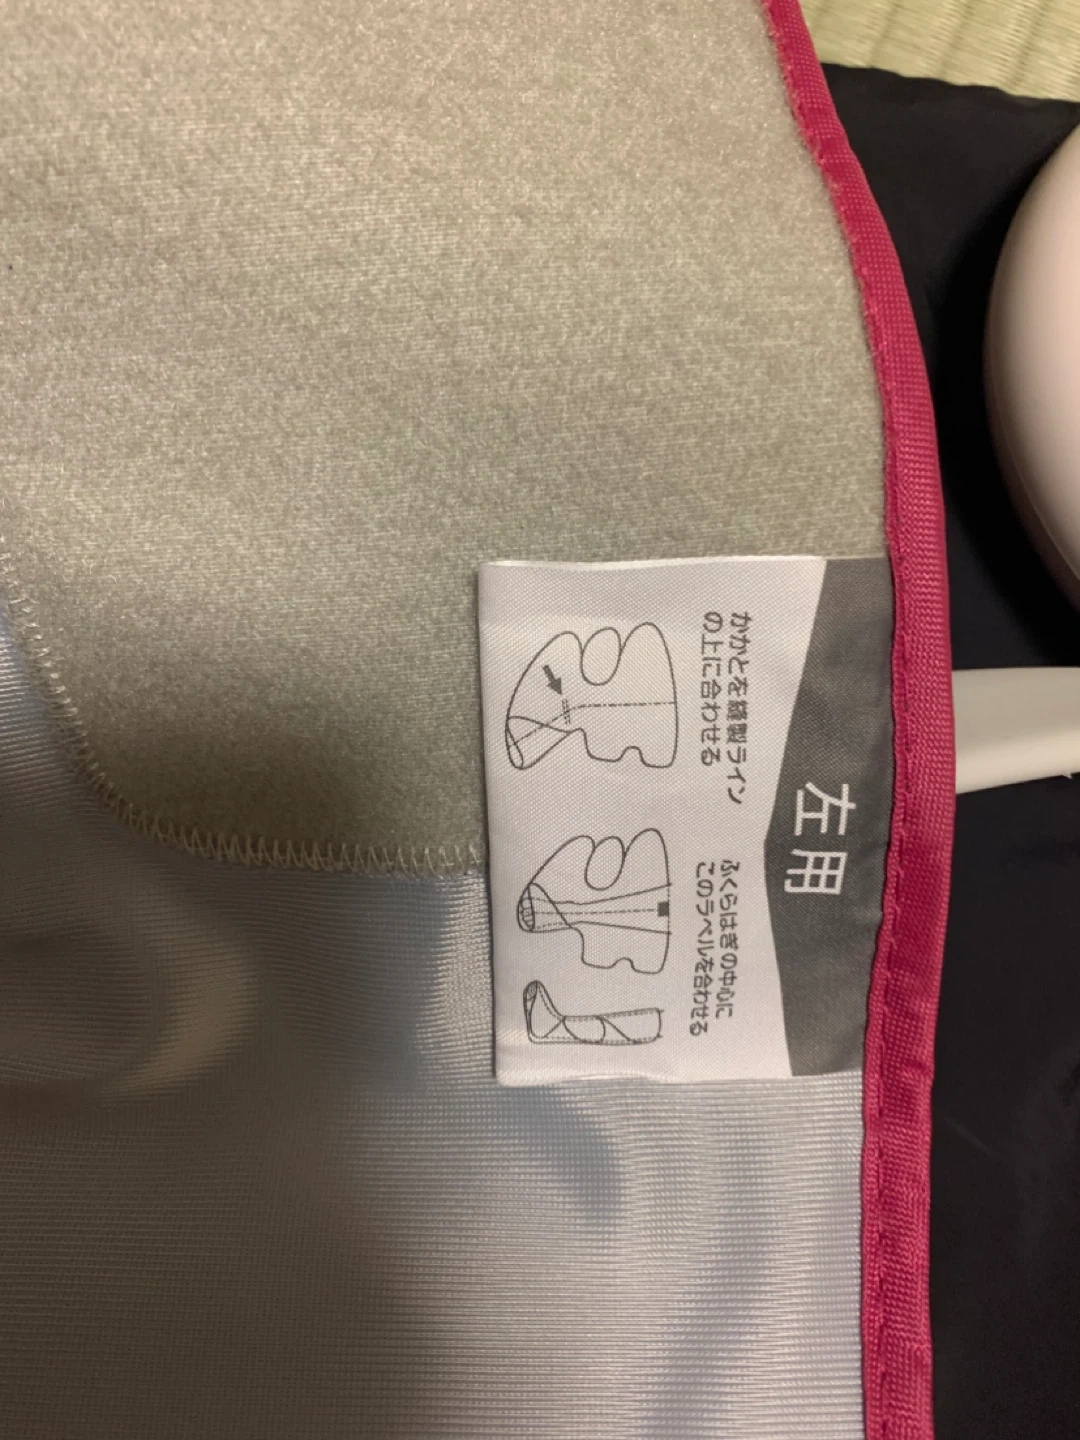 左用
かかとを縫製ライン
の上に合わせる
ふくらはぎの中心に
このラベルを合わせる